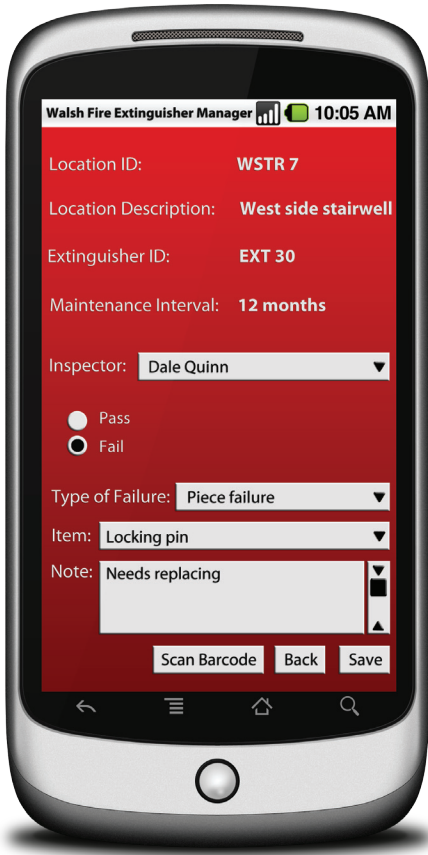 Walsh Fire Extinguisher Manager 10:05 AM
Location ID: WSTR 7
Location Description: West side stairwell
Extinguisher ID: EXT 30
Maintenance Interval: 12 months
Inspector: Dale Quinn
Pass
Fail
Type of Failure: Piece failure
Item: Locking pin
Note: Needs replacing
Scan Barcode Back Save